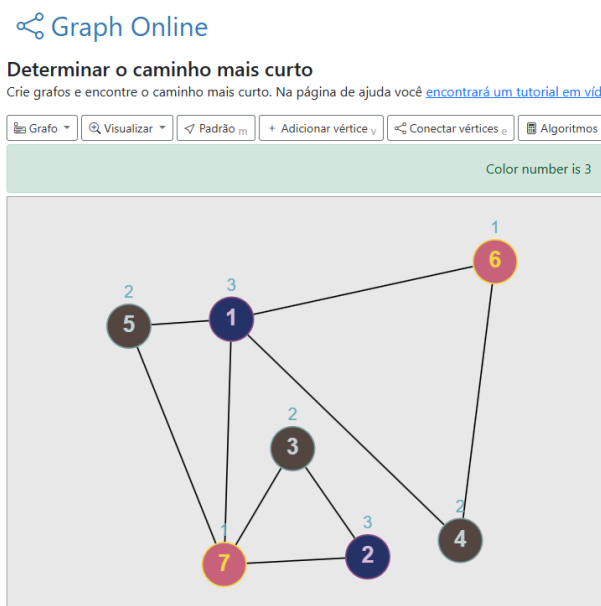 Graph Online
Determinar o caminho mais curto
Crie grafos e encontre o caminho mais curto. Na página de ajuda você encontrará um tutorial em víd
Grafo Visualizar Padrão m + Adicionar vértice v Conectar vértices e Algoritmos
Color number is 3
1
6
2
5
3
1
2
3
1
7
3
2
2
4